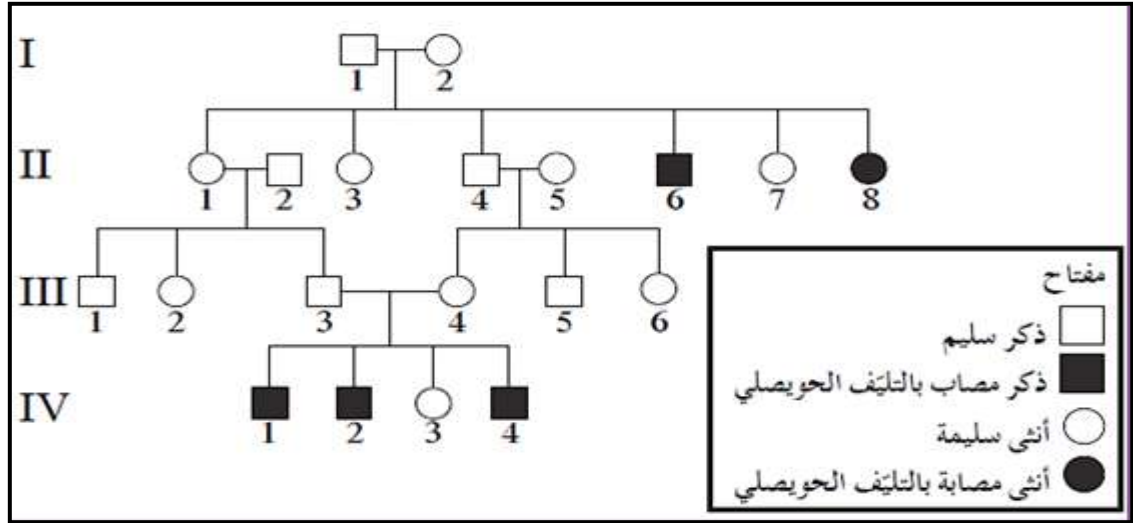 I
1 2
II
1 2 3 4 5 6 7 8
III
1 2 3 4 5 6
IV
1 2 3 4
مفتاح
ذكر سليم
ذكر مصاب بالتليّف الحويصلي
أنثى سليمة
أنثى مصابة بالتليّف الحويصلي